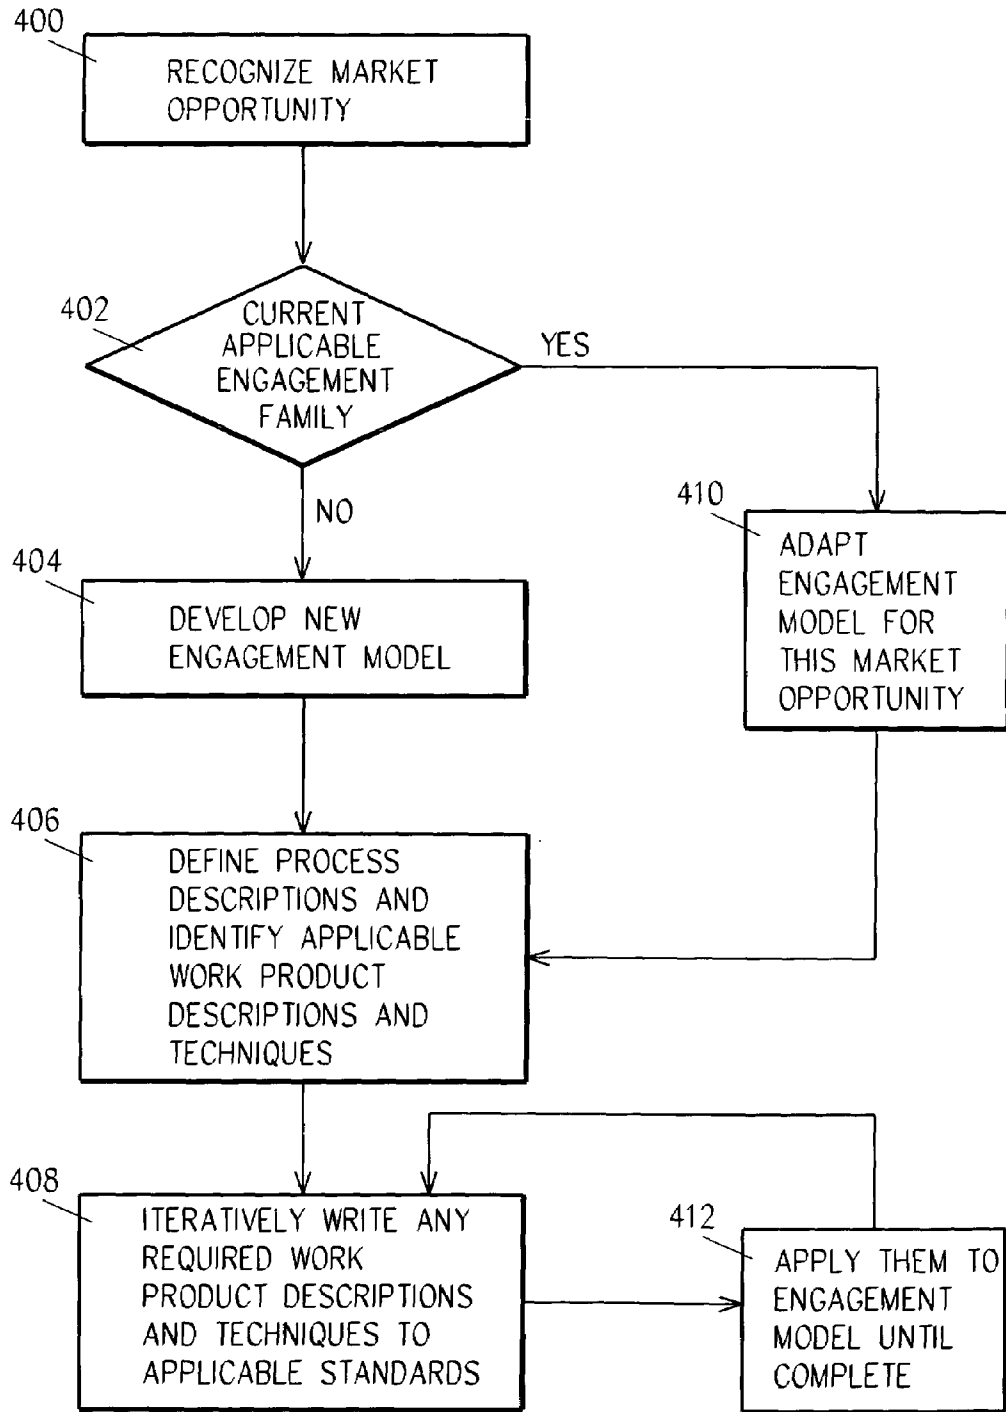 400
RECOGNIZE MARKET
OPPORTUNITY
402
CURRENT
APPLICABLE
ENGAGEMENT
FAMILY
YES
NO
410
ADAPT
ENGAGEMENT
MODEL FOR
THIS MARKET
OPPORTUNITY
404
DEVELOP NEW
ENGAGEMENT MODEL
406
DEFINE PROCESS
DESCRIPTIONS AND
IDENTIFY APPLICABLE
WORK PRODUCT
DESCRIPTIONS AND
TECHNIQUES
408
ITERATIVELY WRITE ANY
REQUIRED WORK
PRODUCT DESCRIPTIONS
AND TECHNIQUES TO
APPLICABLE STANDARDS
412
APPLY THEM TO
ENGAGEMENT
MODEL UNTIL
COMPLETE